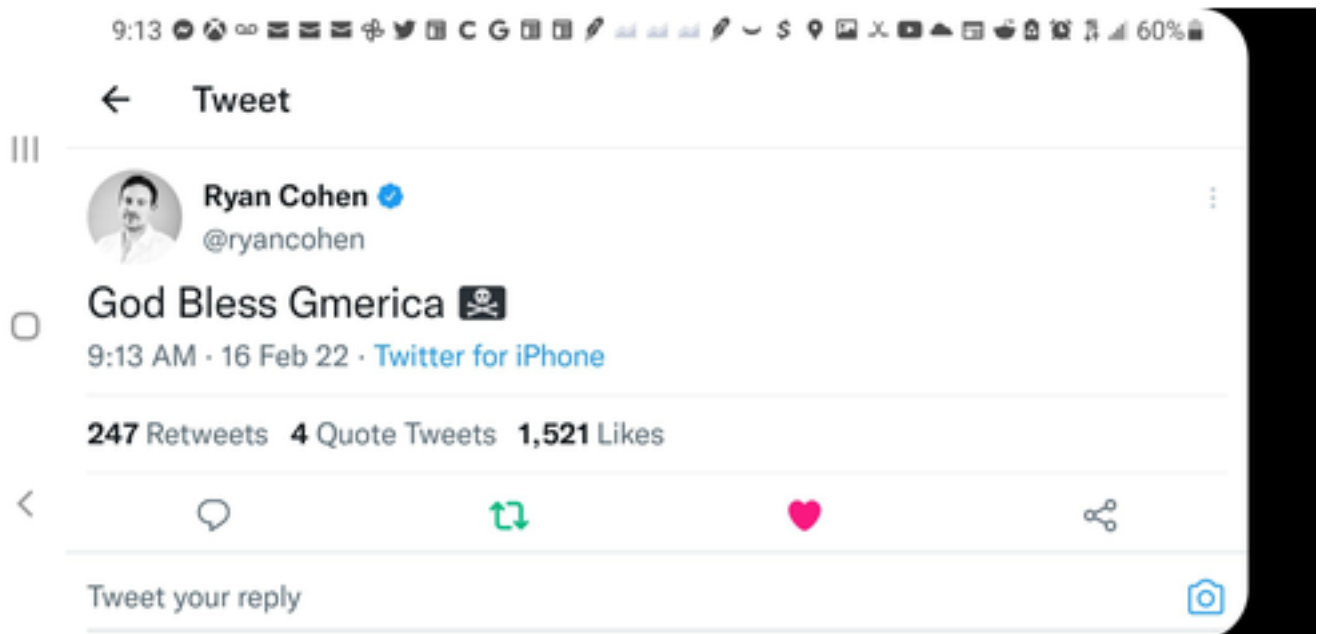 9:13 60%
Tweet
Ryan Cohen
@ryancohen
God Bless Gmerica 🏴‍☠️
9:13 AM · 16 Feb 22 · Twitter for iPhone
247 Retweets 4 Quote Tweets 1,521 Likes
Tweet your reply